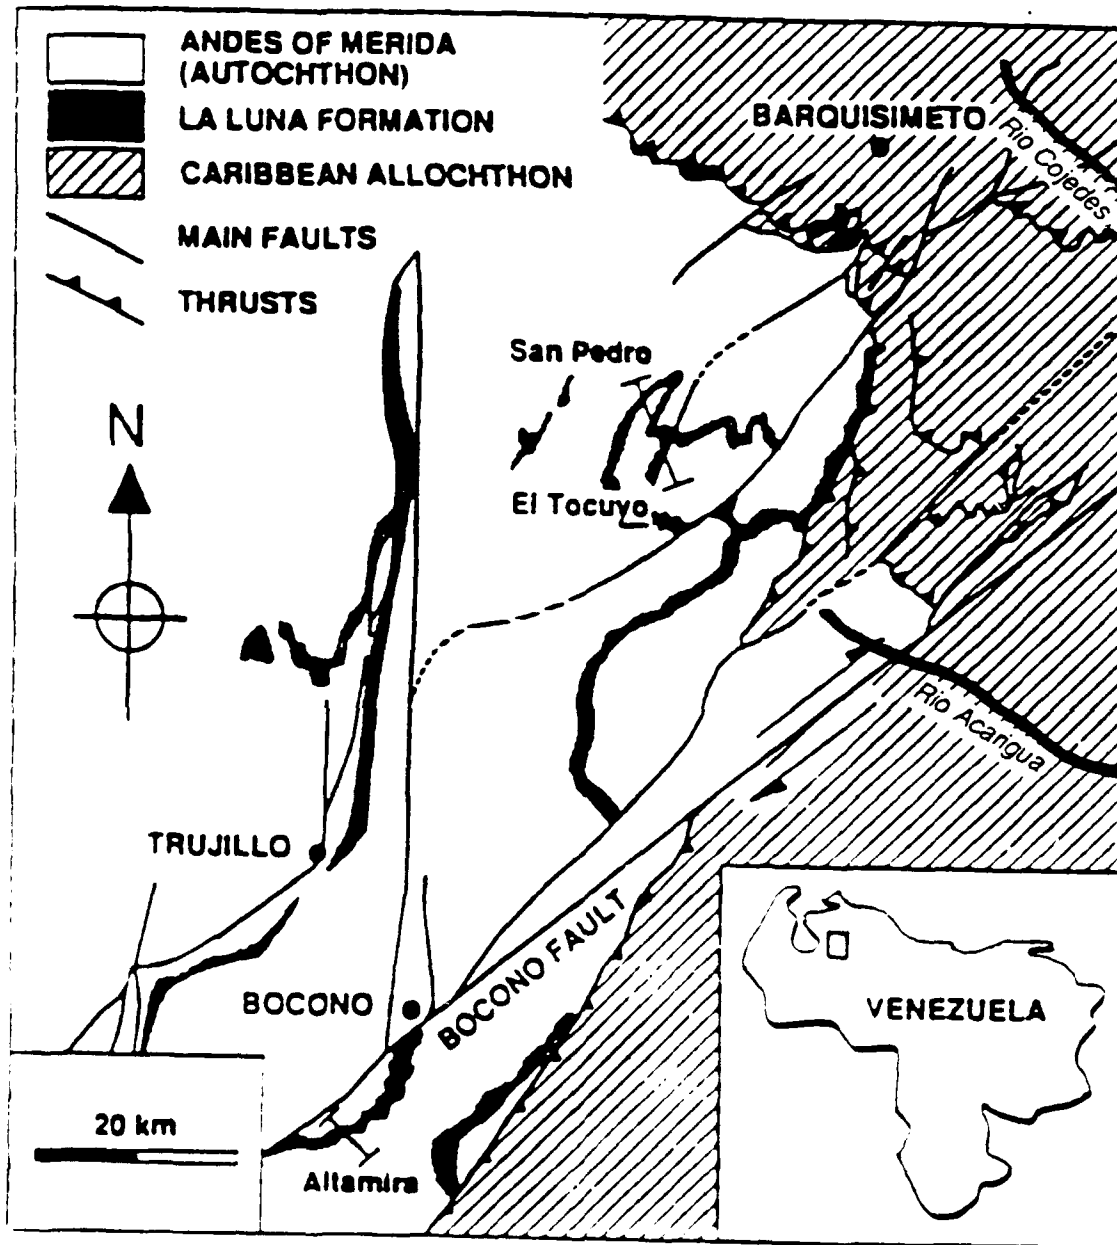 ANDES OF MERIDA
(AUTOCHTHON)
LA LUNA FORMATION
CARIBBEAN ALLOCHTHON
MAIN FAULTS
THRUSTS
BARQUISIMETO
Rio Cojedes
San Pedro
N
El Tocuyo
Rio Acarigua
TRUJILLO
BOCONO
BOCONO FAULT
VENEZUELA
20 km
Altamira